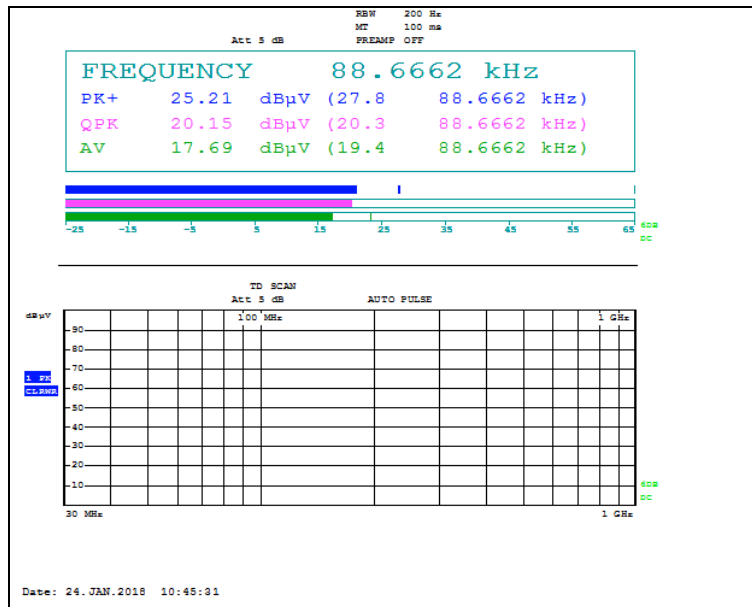 RBW 200 Hz
MT 100 ms
Att 5 dB PREAMP OFF
FREQUENCY 88.6662 kHz
PK+ 25.21 dBµV (27.8 88.6662 kHz)
QPK 20.15 dBµV (20.3 88.6662 kHz)
AV 17.69 dBµV (19.4 88.6662 kHz)
-25 -15 -5 5 15 25 35 45 55 65
6DB
DC
TD SCAN
Att 5 dB AUTO PULSE
dBµV 100 MHz 1 GHz
90
80
70
1 PK
60
CLRWR
50
40
30
20
10
6DB
DC
30 MHz 1 GHz
Date: 24.JAN.2018 10:45:31